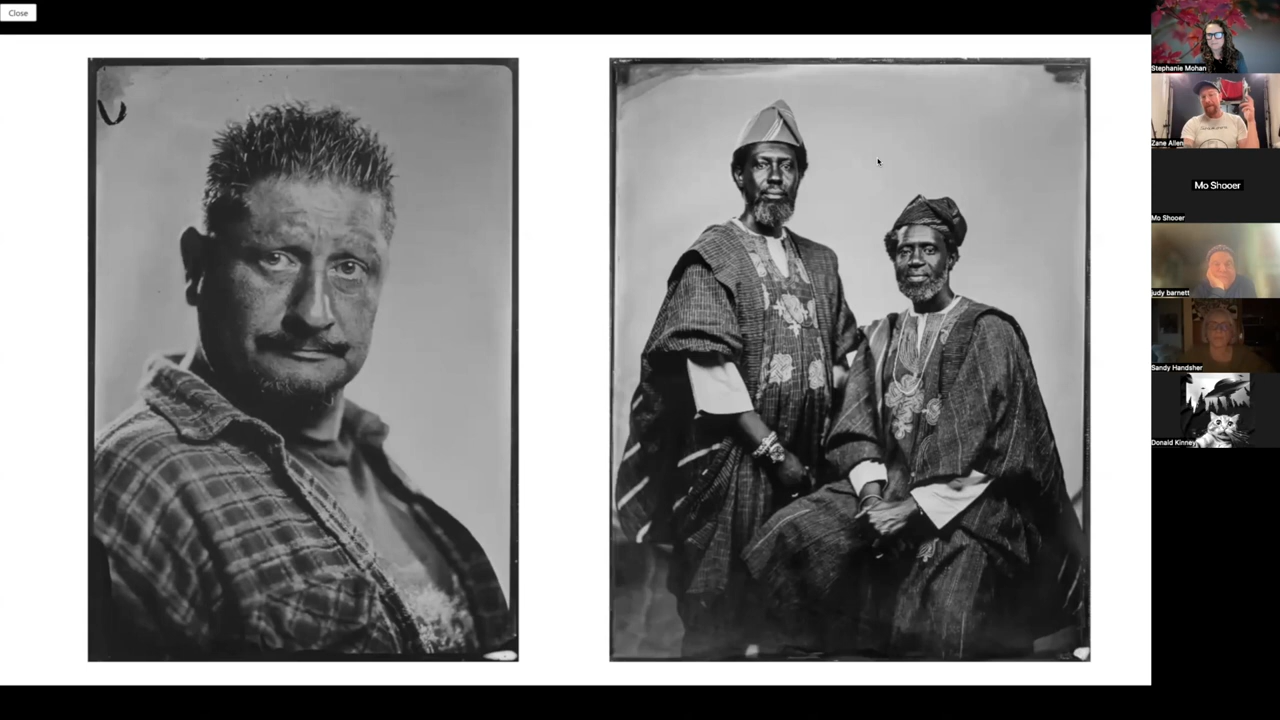 Close
Stephanie Mohan
Zane Allen
Mo Shooer
Mo Shooer
judy barnett
Sandy Handsher
Donald Kinney